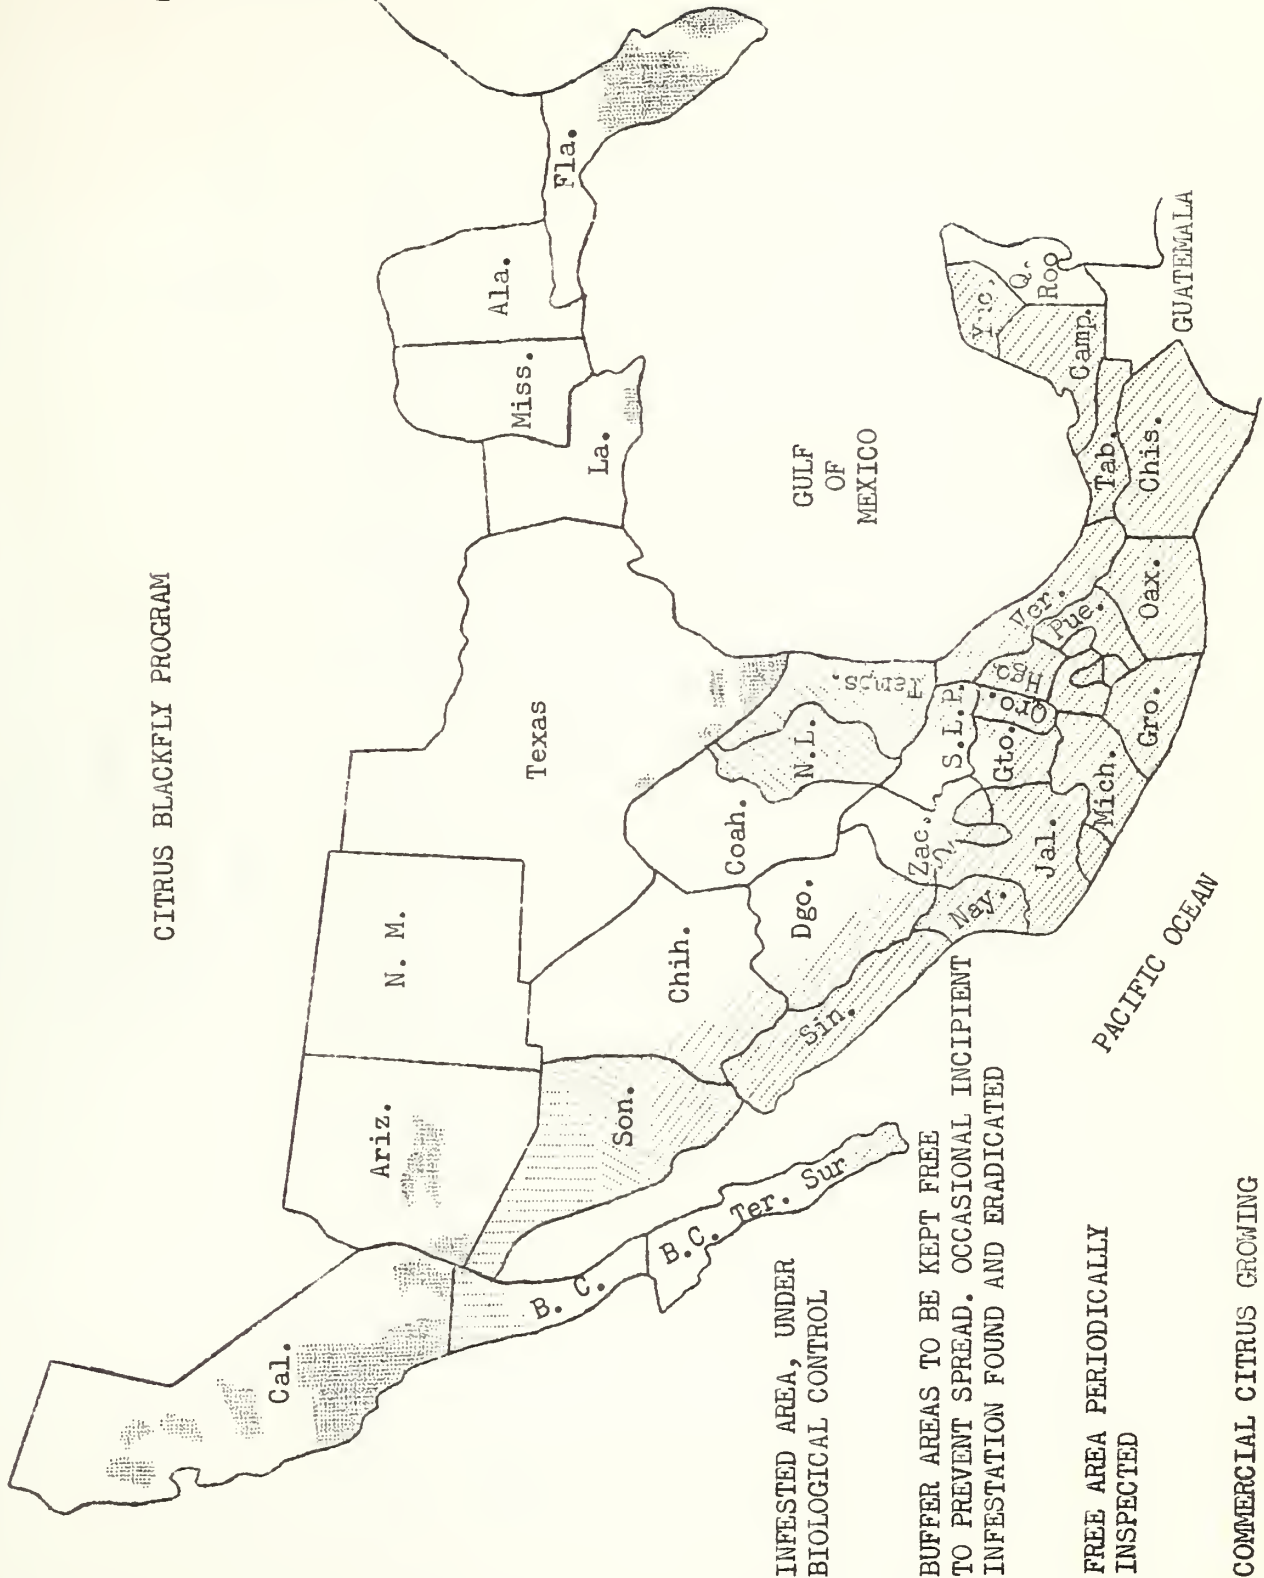 CITRUS BLACKFLY PROGRAM
Cal.
Ariz.
N. M.
Texas
La.
Miss.
Ala.
Fla.
B. C.
B.C. Ter. Sur
Son.
Chih.
Coah.
N.L.
Tamps.
Sin.
Dgo.
Zac.
S.L.P.
Nay.
Jal.
Gto.
Qro.
Hgo.
Ver.
Pue.
Mich.
Gro.
Oax.
Tab.
Chis.
Camp.
Q.
Roo
GUATEMALA
GULF
OF
MEXICO
PACIFIC OCEAN
INFESTED AREA, UNDER
BIOLOGICAL CONTROL
BUFFER AREAS TO BE KEPT FREE
TO PREVENT SPREAD. OCCASIONAL INCIPIENT
INFESTATION FOUND AND ERADICATED
FREE AREA PERIODICALLY
INSPECTED
COMMERCIAL CITRUS GROWING